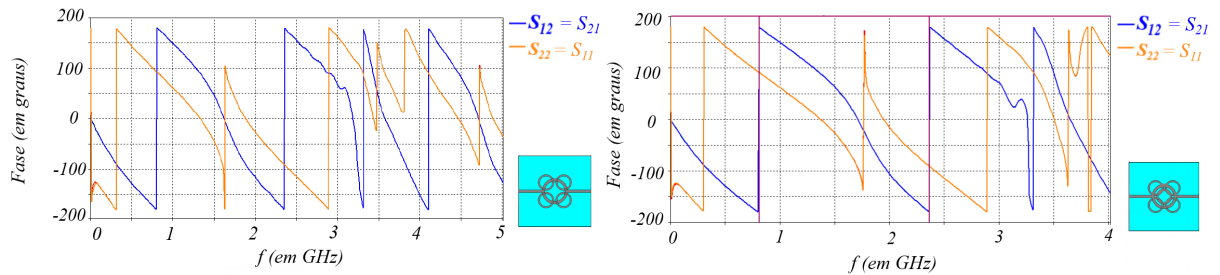 200
100
0
-100
-200
Fase (em graus)
0 1 2 3 4 5
f (em GHz)
S12 = S21
S22 = S11
200
100
0
-100
-200
Fase (em graus)
0 1 2 3 4
f (em GHz)
S12 = S21
S22 = S11